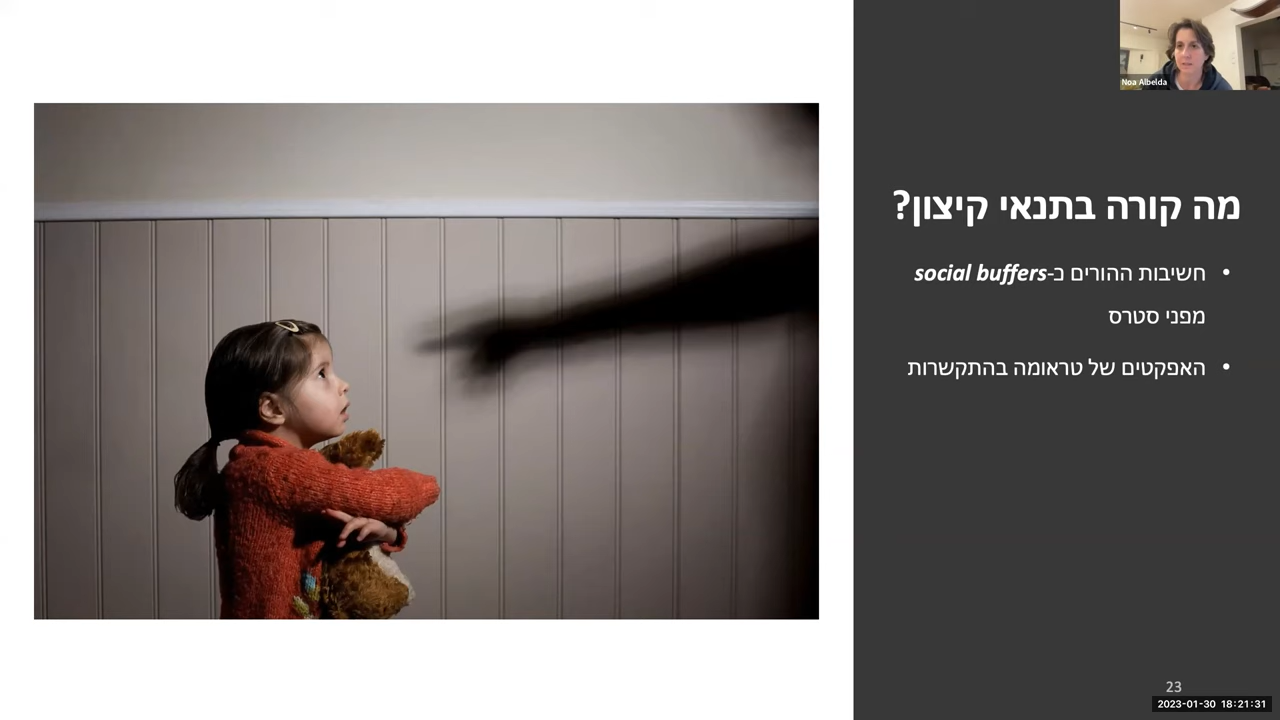 Noa Albelda
מה קורה בתנאי קיצון?
• חשיבות ההורים כ-social buffers
מפני סטרס
• האפקטים של טראומה בהתקשרות
23
2023-01-30 18:21:31